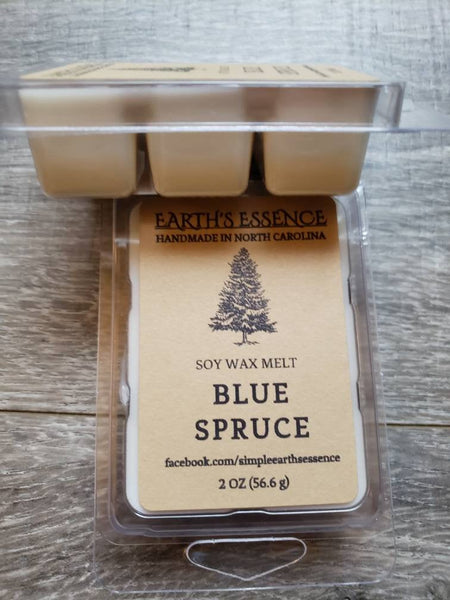 EARTH'S ESSENCE
HANDMADE IN NORTH CAROLINA
SOY WAX MELT
BLUE
SPRUCE
facebook.com/simpleearthsessence
2 OZ (56.6 g)